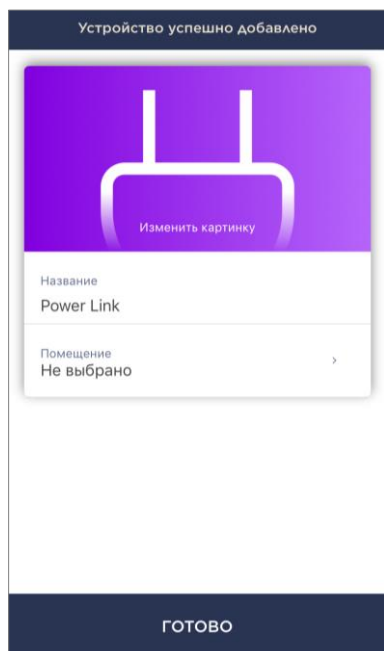 Устройство успешно добавлено
Изменить картинку
Название
Power Link
Помещение
Не выбрано
ГОТОВО